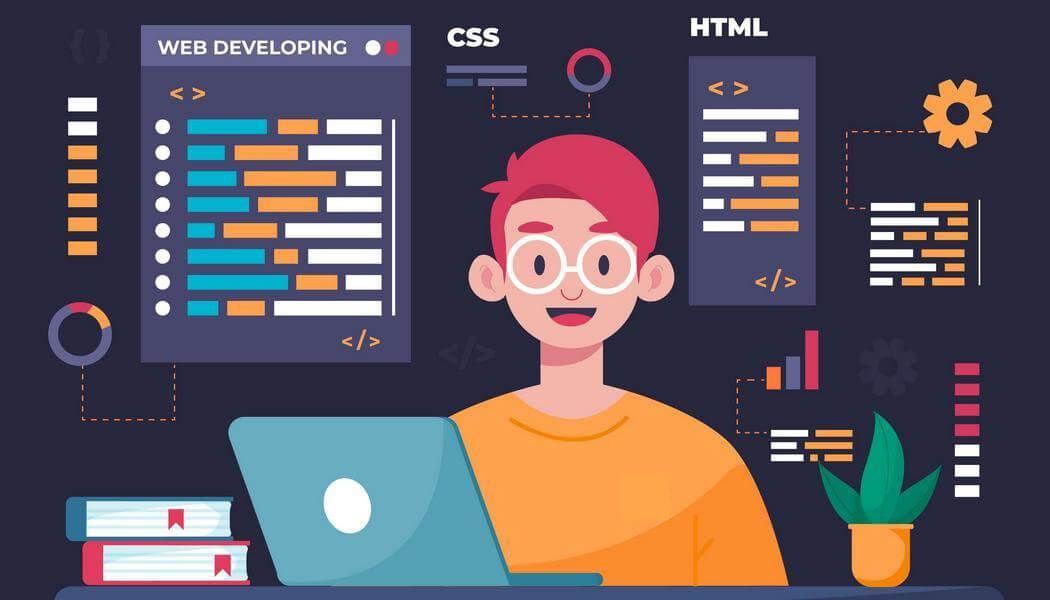 { }
WEB DEVELOPING
< >
</>
CSS
HTML
< >
</>
</>